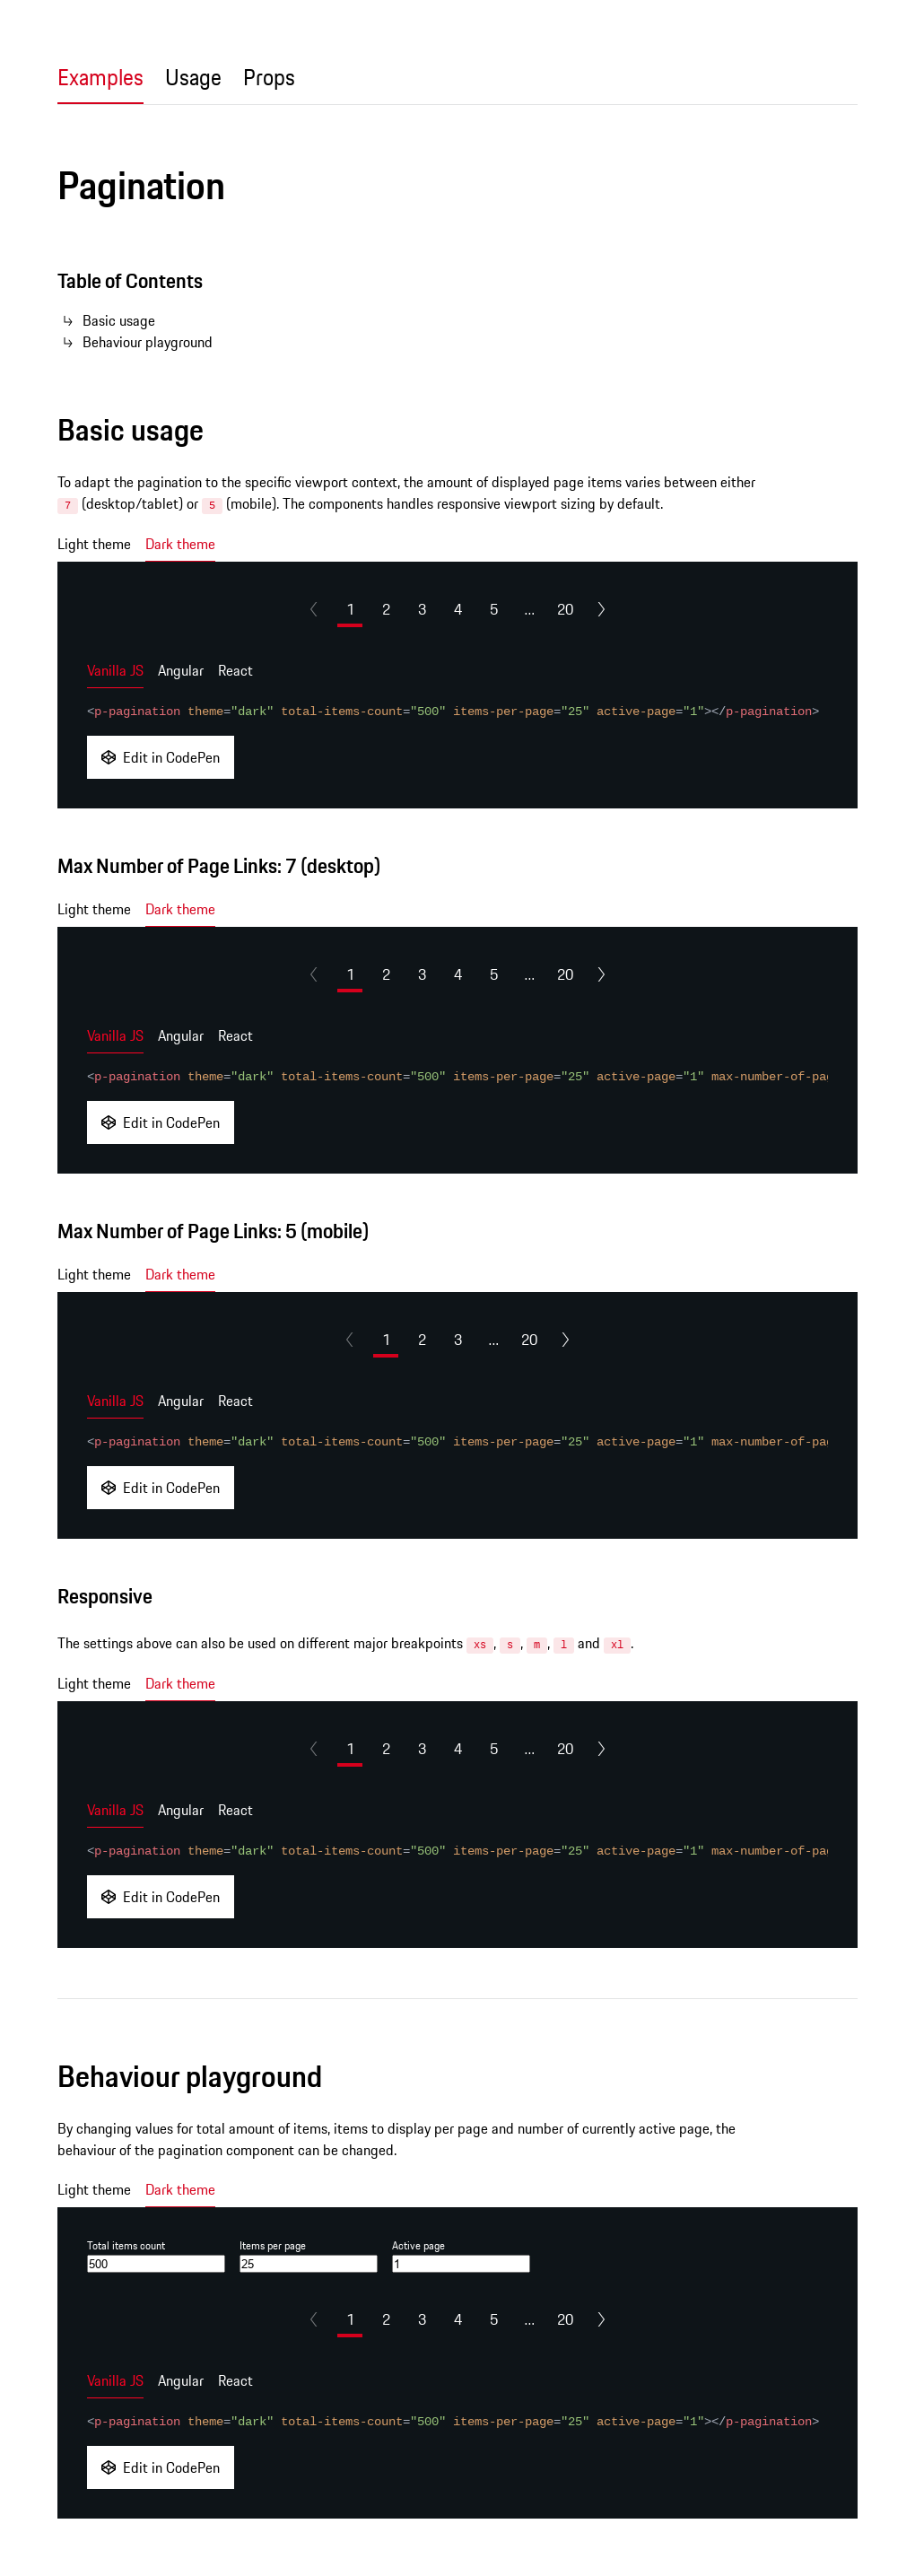 Examples Usage Props
Pagination
Table of Contents
Basic usage
Behaviour playground
Basic usage
To adapt the pagination to the specific viewport context, the amount of displayed page items varies between either
7 (desktop/tablet) or 5 (mobile). The components handles responsive viewport sizing by default.
Light theme Dark theme
1 2 3 4 5 ... 20
Vanilla JS Angular React
<p-pagination theme="dark" total-items-count="500" items-per-page="25" active-page="1"></p-pagination>
Edit in CodePen
Max Number of Page Links: 7 (desktop)
Light theme Dark theme
1 2 3 4 5 ... 20
Vanilla JS Angular React
<p-pagination theme="dark" total-items-count="500" items-per-page="25" active-page="1" max-number-of-pag
Edit in CodePen
Max Number of Page Links: 5 (mobile)
Light theme Dark theme
1 2 3 ... 20
Vanilla JS Angular React
<p-pagination theme="dark" total-items-count="500" items-per-page="25" active-page="1" max-number-of-pag
Edit in CodePen
Responsive
The settings above can also be used on different major breakpoints xs, s, m, l and xl.
Light theme Dark theme
1 2 3 4 5 ... 20
Vanilla JS Angular React
<p-pagination theme="dark" total-items-count="500" items-per-page="25" active-page="1" max-number-of-pag
Edit in CodePen
Behaviour playground
By changing values for total amount of items, items to display per page and number of currently active page, the
behaviour of the pagination component can be changed.
Light theme Dark theme
Total items count Items per page Active page
500 25 1
1 2 3 4 5 ... 20
Vanilla JS Angular React
<p-pagination theme="dark" total-items-count="500" items-per-page="25" active-page="1"></p-pagination>
Edit in CodePen